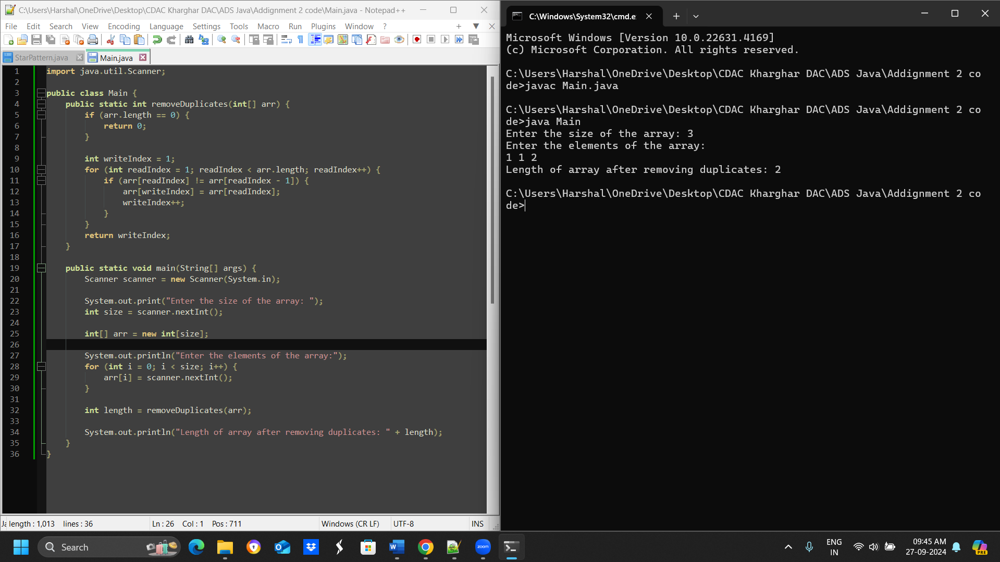 C:\Users\Harshal\OneDrive\Desktop\CDAC Kharghar DAC\ADS Java\Addignment 2 code\Main.java - Notepad++
File Edit Search View Encoding Language Settings Tools Macro Run Plugins Window ?
StarPattern.java Main.java
1 import java.util.Scanner;
2
3 public class Main {
4     public static int removeDuplicates(int[] arr) {
5         if (arr.length == 0) {
6             return 0;
7         }
8
9         int writeIndex = 1;
10         for (int readIndex = 1; readIndex < arr.length; readIndex++) {
11             if (arr[readIndex] != arr[readIndex - 1]) {
12                 arr[writeIndex] = arr[readIndex];
13                 writeIndex++;
14             }
15         }
16         return writeIndex;
17     }
18
19     public static void main(String[] args) {
20         Scanner scanner = new Scanner(System.in);
21
22         System.out.print("Enter the size of the array: ");
23         int size = scanner.nextInt();
24
25         int[] arr = new int[size];
26
27         System.out.println("Enter the elements of the array:");
28         for (int i = 0; i < size; i++) {
29             arr[i] = scanner.nextInt();
30         }
31
32         int length = removeDuplicates(arr);
33
34         System.out.println("Length of array after removing duplicates: " + length);
35     }
36 }
Ja length : 1,013 lines : 36 Ln : 26 Col : 1 Pos : 711 Windows (CR LF) UTF-8 INS
C:\Windows\System32\cmd.e
Microsoft Windows [Version 10.0.22631.4169]
(c) Microsoft Corporation. All rights reserved.
C:\Users\Harshal\OneDrive\Desktop\CDAC Kharghar DAC\ADS Java\Addignment 2 co
de>javac Main.java
C:\Users\Harshal\OneDrive\Desktop\CDAC Kharghar DAC\ADS Java\Addignment 2 co
de>java Main
Enter the size of the array: 3
Enter the elements of the array:
1 1 2
Length of array after removing duplicates: 2
C:\Users\Harshal\OneDrive\Desktop\CDAC Kharghar DAC\ADS Java\Addignment 2 co
de>
Search
zoom
ENG
IN
09:45 AM
27-09-2024
PRE